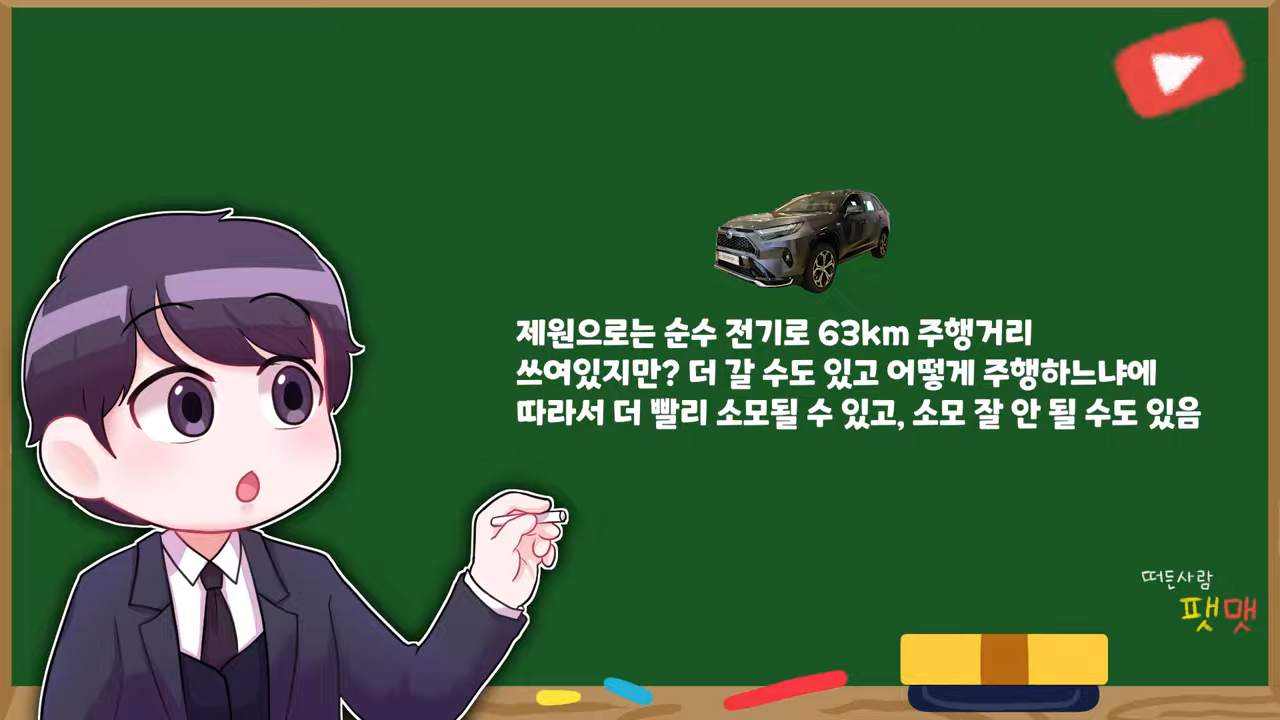 제원으로는 순수 전기로 63km 주행거리
쓰여있지만? 더 갈 수도 있고 어떻게 주행하느냐에
따라서 더 빨리 소모될 수 있고, 소모 잘 안 될 수도 있음
떠든사람
팻맷